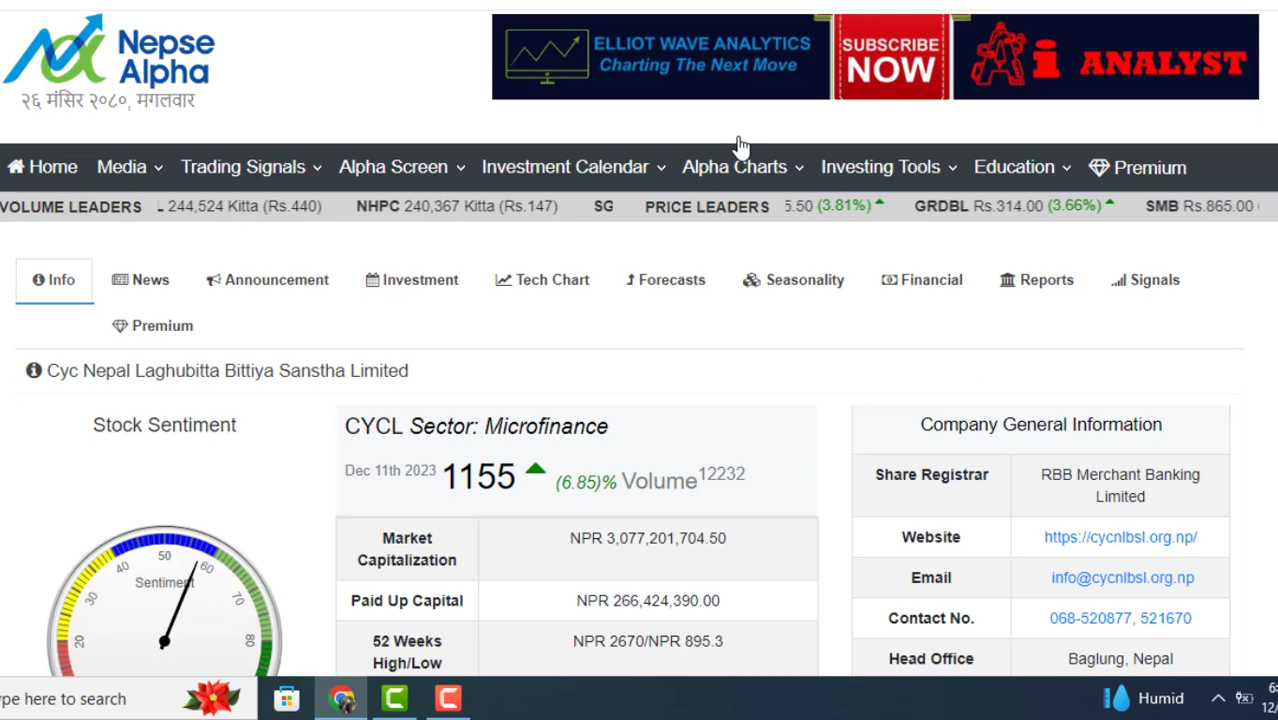 Nepse
Alpha
२६ मंसिर २०८०, मगलवार
ELLIOT WAVE ANALYTICS
Charting The Next Move
SUBSCRIBE
NOW
ANALYST
Home Media Trading Signals Alpha Screen Investment Calendar Alpha Charts Investing Tools Education Premium
VOLUME LEADERS L 244,524 Kitta (Rs.440) NHPC 240,367 Kitta (Rs.147) SG PRICE LEADERS 5.50 (3.81%) GRDBL Rs.314.00 (3.66%) SMB Rs.865.00
Info News Announcement Investment Tech Chart Forecasts Seasonality Financial Reports Signals
Premium
Cyc Nepal Laghubitta Bittiya Sanstha Limited
Stock Sentiment
20 30 40 50 60 70 80
Sentiment
CYCL Sector: Microfinance
Dec 11th 2023 1155 (6.85)% Volume 12232
Market Capitalization NPR 3,077,201,704.50
Paid Up Capital NPR 266,424,390.00
52 Weeks High/Low NPR 2670/NPR 895.3
Company General Information
Share Registrar RBB Merchant Banking Limited
Website https://cycnlbsl.org.np/
Email info@cycnlbsl.org.np
Contact No. 068-520877, 521670
Head Office Baglung, Nepal
ype here to search
Humid
6:
12/